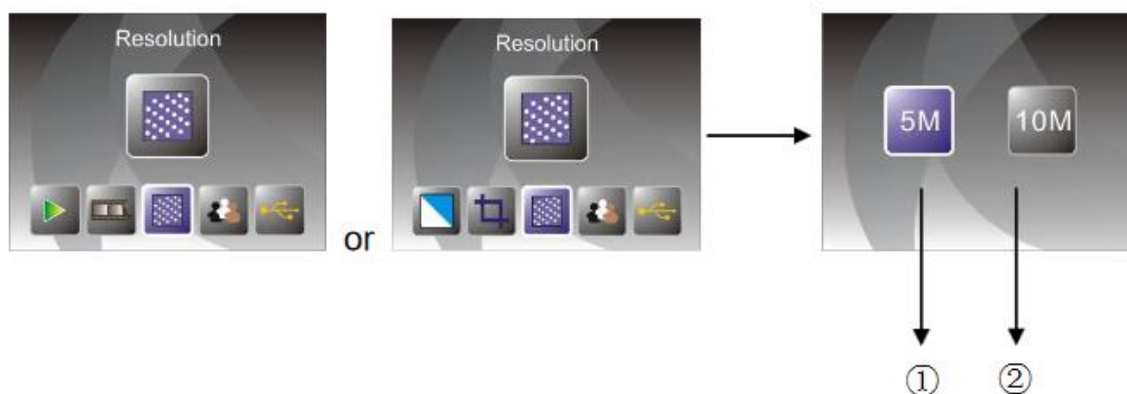 Resolution
or
Resolution
5M
10M
①
②